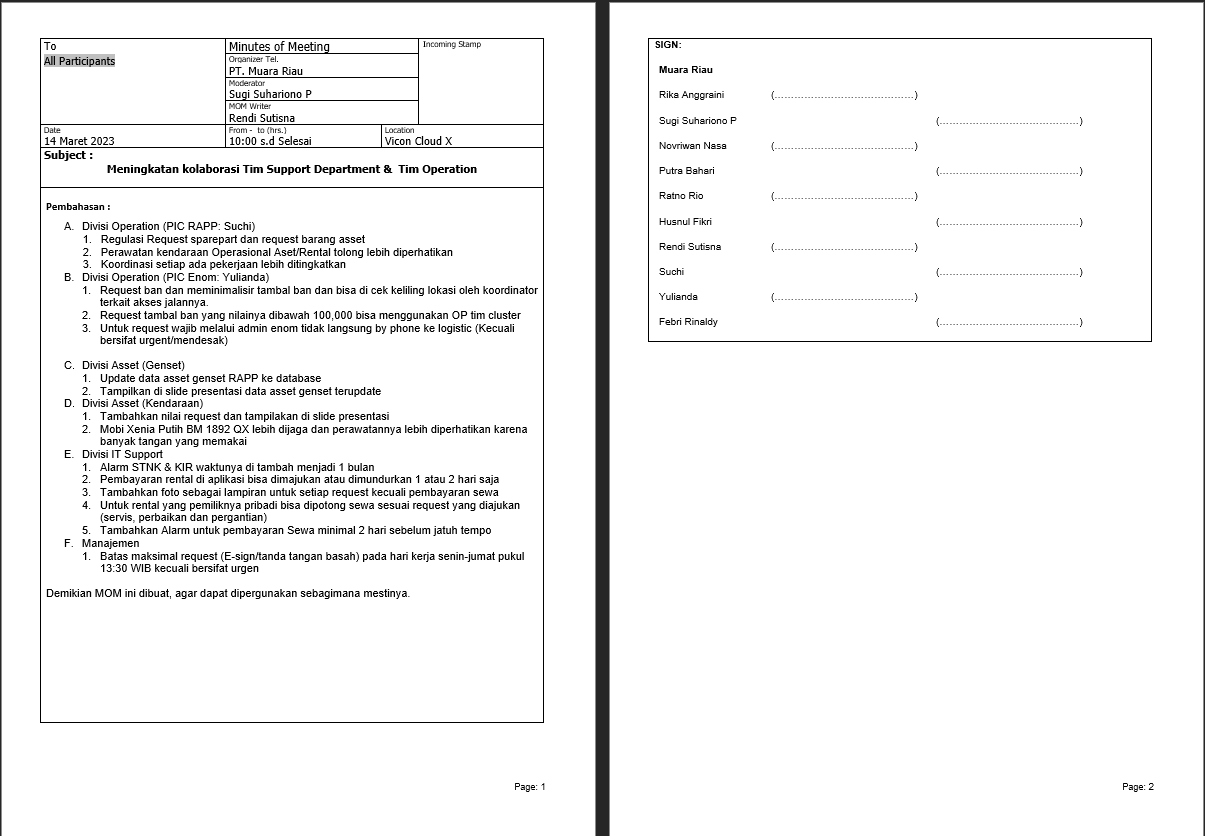 To
All Participants
Minutes of Meeting
Organizer Tel.
PT. Muara Riau
Moderator
Sugi Suhariono P
MOM Writer
Rendi Sutisna
Incoming Stamp
Date
14 Maret 2023
From - to (hrs.)
10:00 s.d Selesai
Location
Vicon Cloud X
Subject :
Meningkatan kolaborasi Tim Support Department & Tim Operation
Pembahasan :
A. Divisi Operation (PIC RAPP: Suchi)
1. Regulasi Request sparepart dan request barang asset
2. Perawatan kendaraan Operasional Aset/Rental tolong lebih diperhatikan
3. Koordinasi setiap ada pekerjaan lebih ditingkatkan
B. Divisi Operation (PIC Enom: Yulianda)
1. Request ban dan meminimalisir tambal ban dan bisa di cek keliling lokasi oleh koordinator
terkait akses jalannya.
2. Request tambal ban yang nilainya dibawah 100,000 bisa menggunakan OP tim cluster
3. Untuk request wajib melalui admin enom tidak langsung by phone ke logistic (Kecuali
bersifat urgent/mendesak)
C. Divisi Asset (Genset)
1. Update data asset genset RAPP ke database
2. Tampilkan di slide presentasi data asset genset terupdate
D. Divisi Asset (Kendaraan)
1. Tambahkan nilai request dan tampilakan di slide presentasi
2. Mobi Xenia Putih BM 1892 QX lebih dijaga dan perawatannya lebih diperhatikan karena
banyak tangan yang memakai
E. Divisi IT Support
1. Alarm STNK & KIR waktunya di tambah menjadi 1 bulan
2. Pembayaran rental di aplikasi bisa dimajukan atau dimundurkan 1 atau 2 hari saja
3. Tambahkan foto sebagai lampiran untuk setiap request kecuali pembayaran sewa
4. Untuk rental yang pemiliknya pribadi bisa dipotong sewa sesuai request yang diajukan
(servis, perbaikan dan pergantian)
5. Tambahkan Alarm untuk pembayaran Sewa minimal 2 hari sebelum jatuh tempo
F. Manajemen
1. Batas maksimal request (E-sign/tanda tangan basah) pada hari kerja senin-jumat pukul
13:30 WIB kecuali bersifat urgen
Demikian MOM ini dibuat, agar dapat dipergunakan sebagimana mestinya.
Page: 1
SIGN:
Muara Riau
Rika Anggraini (........................................)
Sugi Suhariono P (........................................)
Novriwan Nasa (........................................)
Putra Bahari (........................................)
Ratno Rio (........................................)
Husnul Fikri (........................................)
Rendi Sutisna (........................................)
Suchi (........................................)
Yulianda (........................................)
Febri Rinaldy (........................................)
Page: 2